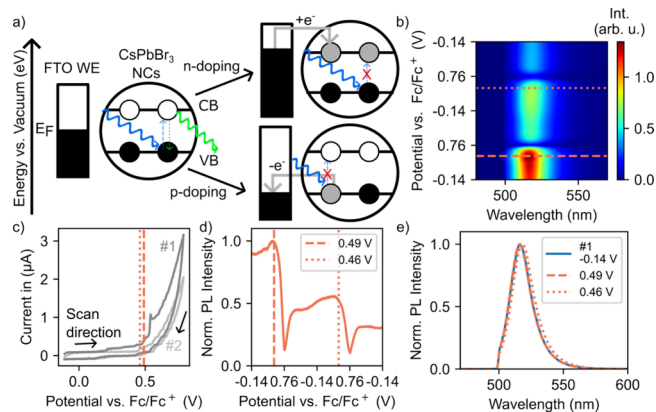 a)
Energy vs. Vacuum (eV)
FTO WE
E_F
CsPbBr₃
NCs
CB
VB
n-doping
p-doping
+e⁻
X
-e⁻
X
b)
Potential vs. Fc/Fc⁺ (V)
-0.14
0.76
-0.14
0.76
-0.14
500
550
Wavelength (nm)
Int.
(arb. u.)
1.2
1.0
0.8
0.6
0.4
0.2
0.0
c)
Current in (µA)
3
2
1
0
#1
Scan
direction
#2
0.0
0.5
Potential vs. Fc/Fc⁺ (V)
d)
Norm. PL Intensity
1.0
0.5
0.0
0.49 V
0.46 V
-0.14 0.76 -0.14 0.76 -0.14
Potential vs. Fc/Fc⁺ (V)
e)
Norm. PL Intensity
1.0
0.5
0.0
#1
-0.14 V
0.49 V
0.46 V
460 500 550 600
Wavelength (nm)